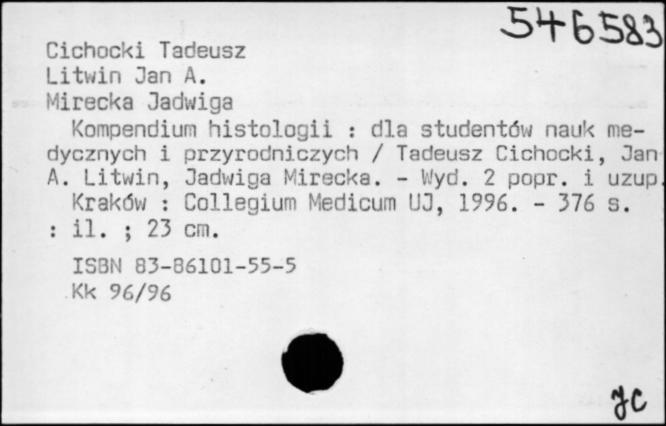 546583
Cichocki Tadeusz
Litwin Jan A.
Mirecka Jadwiga
Kompendium histologii : dla studentów nauk me-
dycznych i przyrodniczych / Tadeusz Cichocki, Jan
A. Litwin, Jadwiga Mirecka. - Wyd. 2 popr. i uzup.
Kraków : Collegium Medicum UJ, 1996. - 376 s.
: il. ; 23 cm.
ISBN 83-86101-55-5
Kk 96/96
JC